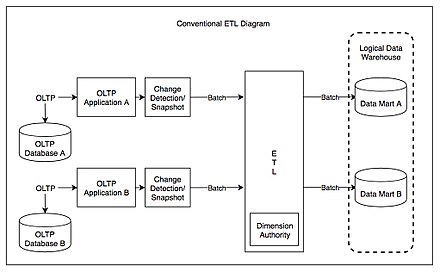 Conventional ETL Diagram
Logical Data
Warehouse
OLTP
OLTP
Application A
Change
Detection/
Snapshot
Batch
Batch
Data Mart A
OLTP
Database A
E
T
L
OLTP
OLTP
Application B
Change
Detection/
Snapshot
Batch
Batch
Data Mart B
OLTP
Database B
Dimension
Authority